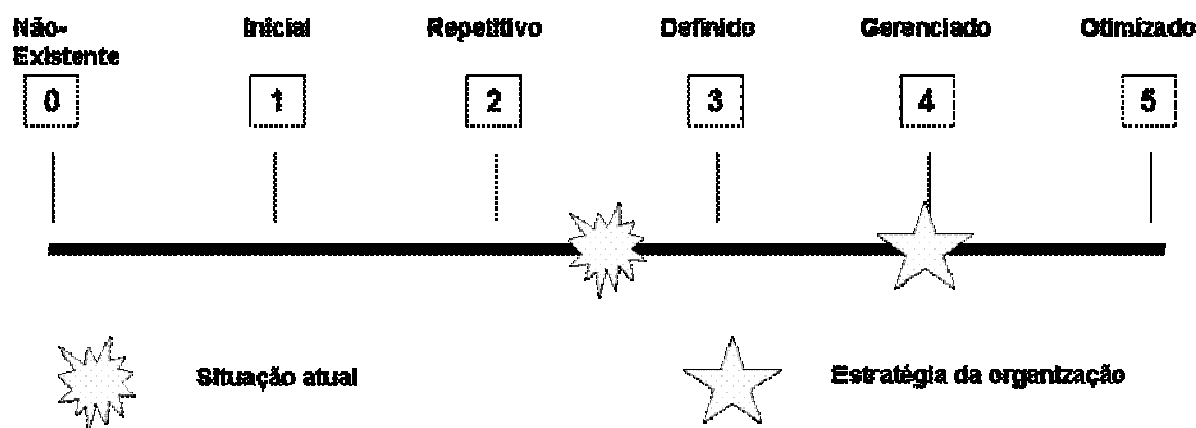 Não-
Existente
Inicial
Repetitivo
Definido
Gerenciado
Otimizado
0
1
2
3
4
5
Situação atual
Estratégia da organização